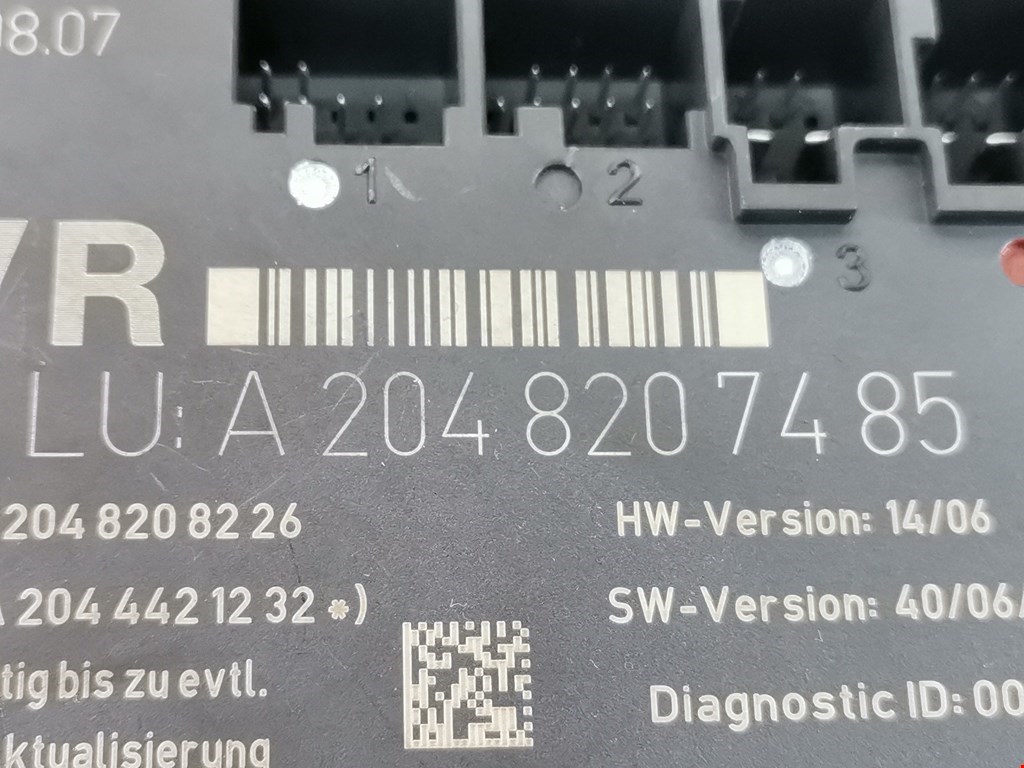 08.07
1
2
3
VR
LU: A 204 820 74 85
204 820 82 26
HW-Version: 14/06
A 204 442 12 32 *)
SW-Version: 40/06/
tig bis zu evtl.
Diagnostic ID: 00
ktualisierung